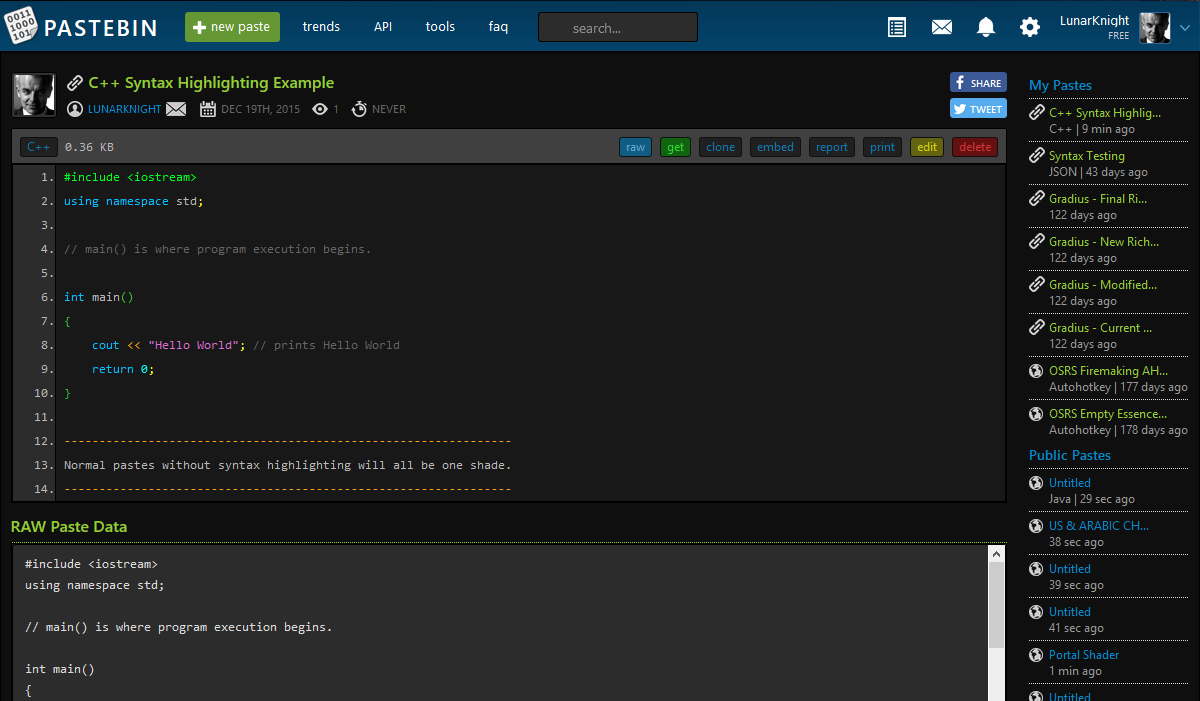 0011 1000 101 PASTEBIN + new paste trends API tools faq search... LunarKnight
FREE
C++ Syntax Highlighting Example
LUNARKNIGHT DEC 19TH, 2015 1 NEVER
SHARE
TWEET
C++ 0.36 KB raw get clone embed report print edit delete
1. #include <iostream>
2. using namespace std;
3.
4. // main() is where program execution begins.
5.
6. int main()
7. {
8. cout << "Hello World"; // prints Hello World
9. return 0;
10. }
11.
12. ----------------------------------------------------------------
13. Normal pastes without syntax highlighting will all be one shade.
14. ----------------------------------------------------------------
RAW Paste Data
#include <iostream>
using namespace std;
// main() is where program execution begins.
int main()
{
My Pastes
C++ Syntax Highlig...
C++ | 9 min ago
Syntax Testing
JSON | 43 days ago
Gradius - Final Ri...
122 days ago
Gradius - New Rich...
122 days ago
Gradius - Modified...
122 days ago
Gradius - Current ...
122 days ago
OSRS Firemaking AH...
Autohotkey | 177 days ago
OSRS Empty Essence...
Autohotkey | 178 days ago
Public Pastes
Untitled
Java | 29 sec ago
US & ARABIC CH...
38 sec ago
Untitled
39 sec ago
Untitled
41 sec ago
Portal Shader
1 min ago
Untitled